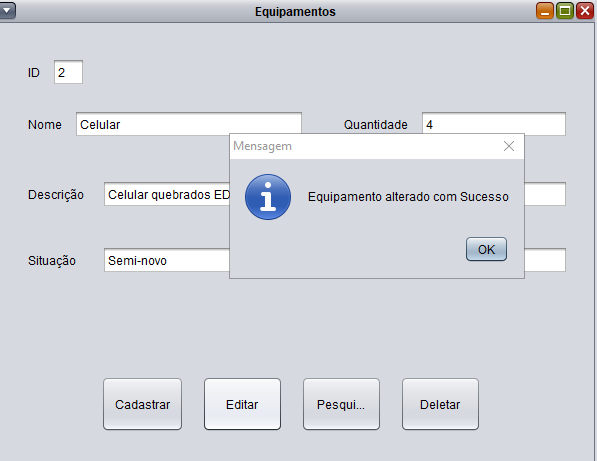 Equipamentos
ID 2
Nome Celular Quantidade 4
Mensagem
Equipamento alterado com Sucesso
OK
Descrição Celular quebrados ED
Situação Semi-novo
Cadastrar Editar Pesqui... Deletar